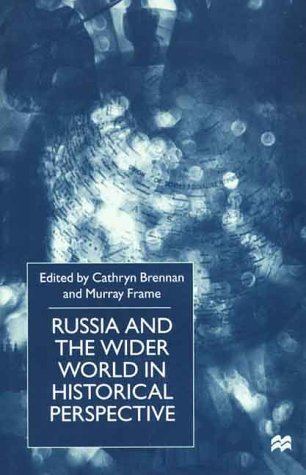 Edited by Cathryn Brennan
and Murray Frame
RUSSIA AND
THE WIDER
WORLD IN
HISTORICAL
PERSPECTIVE